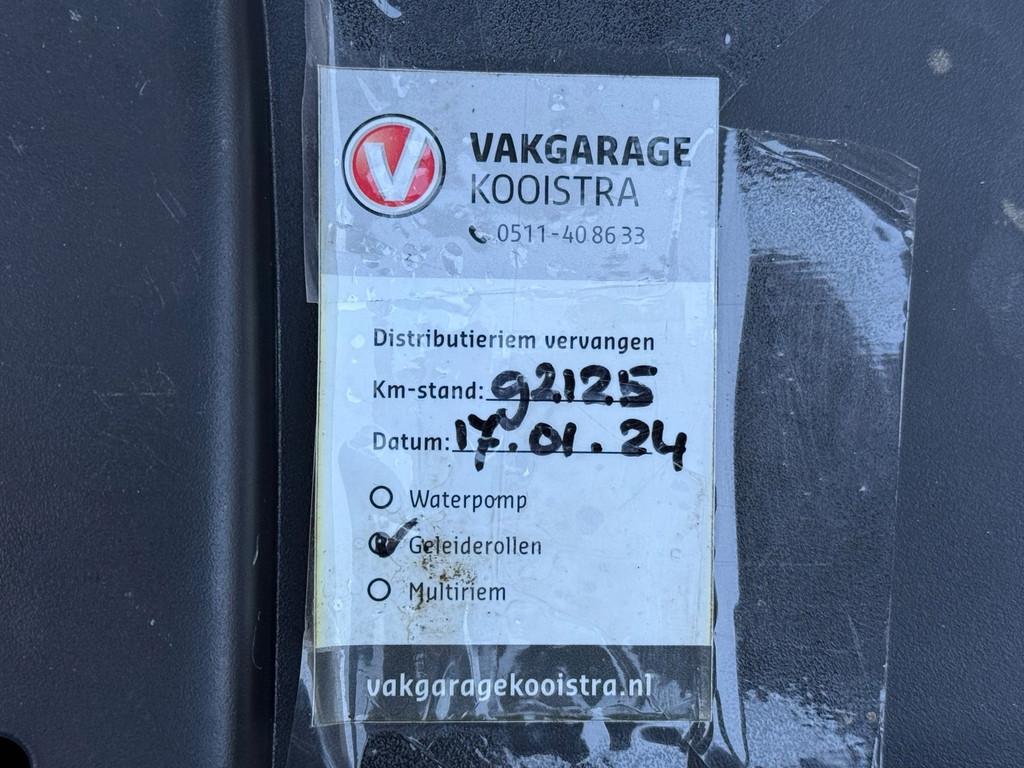 V
VAKGARAGE
KOOISTRA
0511-40 86 33
Distributieriem vervangen
Km-stand: 92125
Datum: 17.01.24
Waterpomp
Geleiderollen
Multiriem
vakgaragekooistra.nl